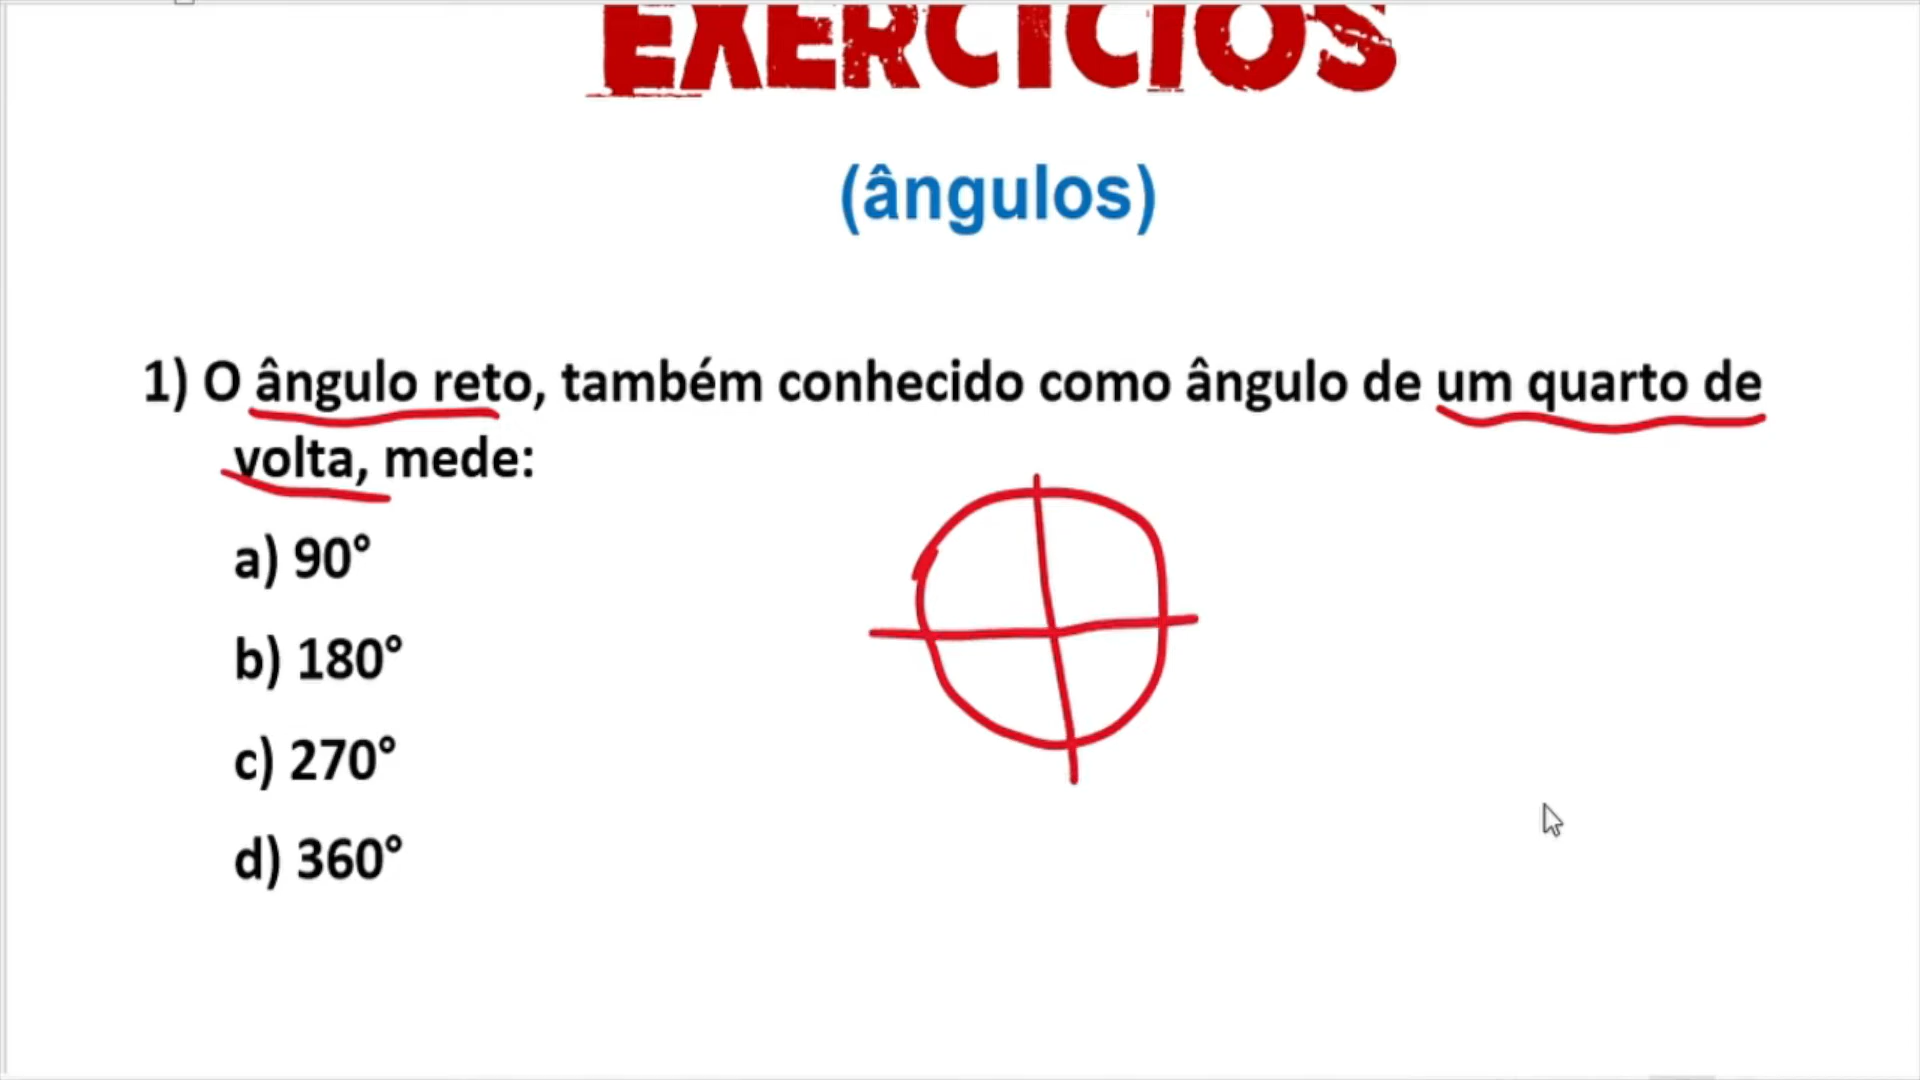 EXERCÍCIOS
(ângulos)
1) O ângulo reto, também conhecido como ângulo de um quarto de
volta, mede:
a) 90°
b) 180°
c) 270°
d) 360°